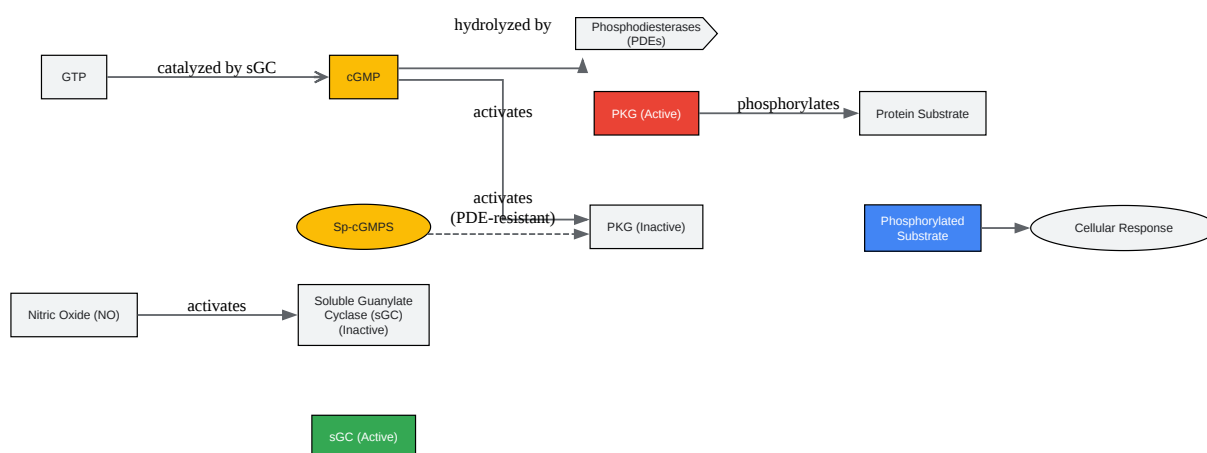 hydrolyzed by
Phosphodiesterases
(PDEs)
GTP
catalyzed by sGC
cGMP
activates
PKG (Active)
phosphorylates
Protein Substrate
Sp-cGMPS
activates
(PDE-resistant)
PKG (Inactive)
Phosphorylated
Substrate
Cellular Response
Nitric Oxide (NO)
activates
Soluble Guanylate
Cyclase (sGC)
(Inactive)
sGC (Active)